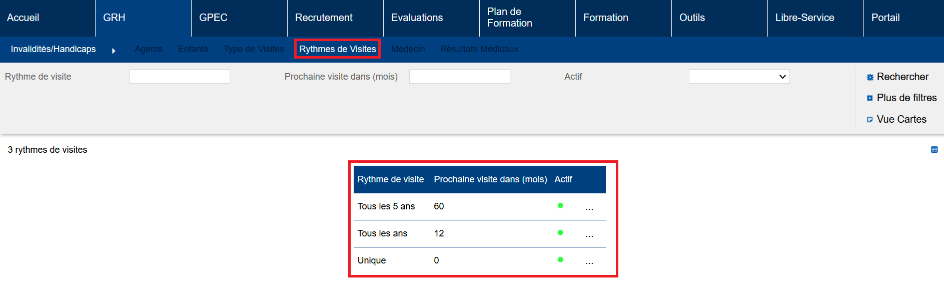 Accueil GRH GPEC Recrutement Evaluations Plan de Formation Formation Outils Libre-Service Portail
Invalidités/Handicaps Agents Enfants Type de Visites Rythmes de Visites Médecin Résultats Médicaux
Rythme de visite Prochaine visite dans (mois) Actif Rechercher
Plus de filtres
Vue Cartes
3 rythmes de visites
Rythme de visite Prochaine visite dans (mois) Actif
Tous les 5 ans 60 ...
Tous les ans 12 ...
Unique 0 ...